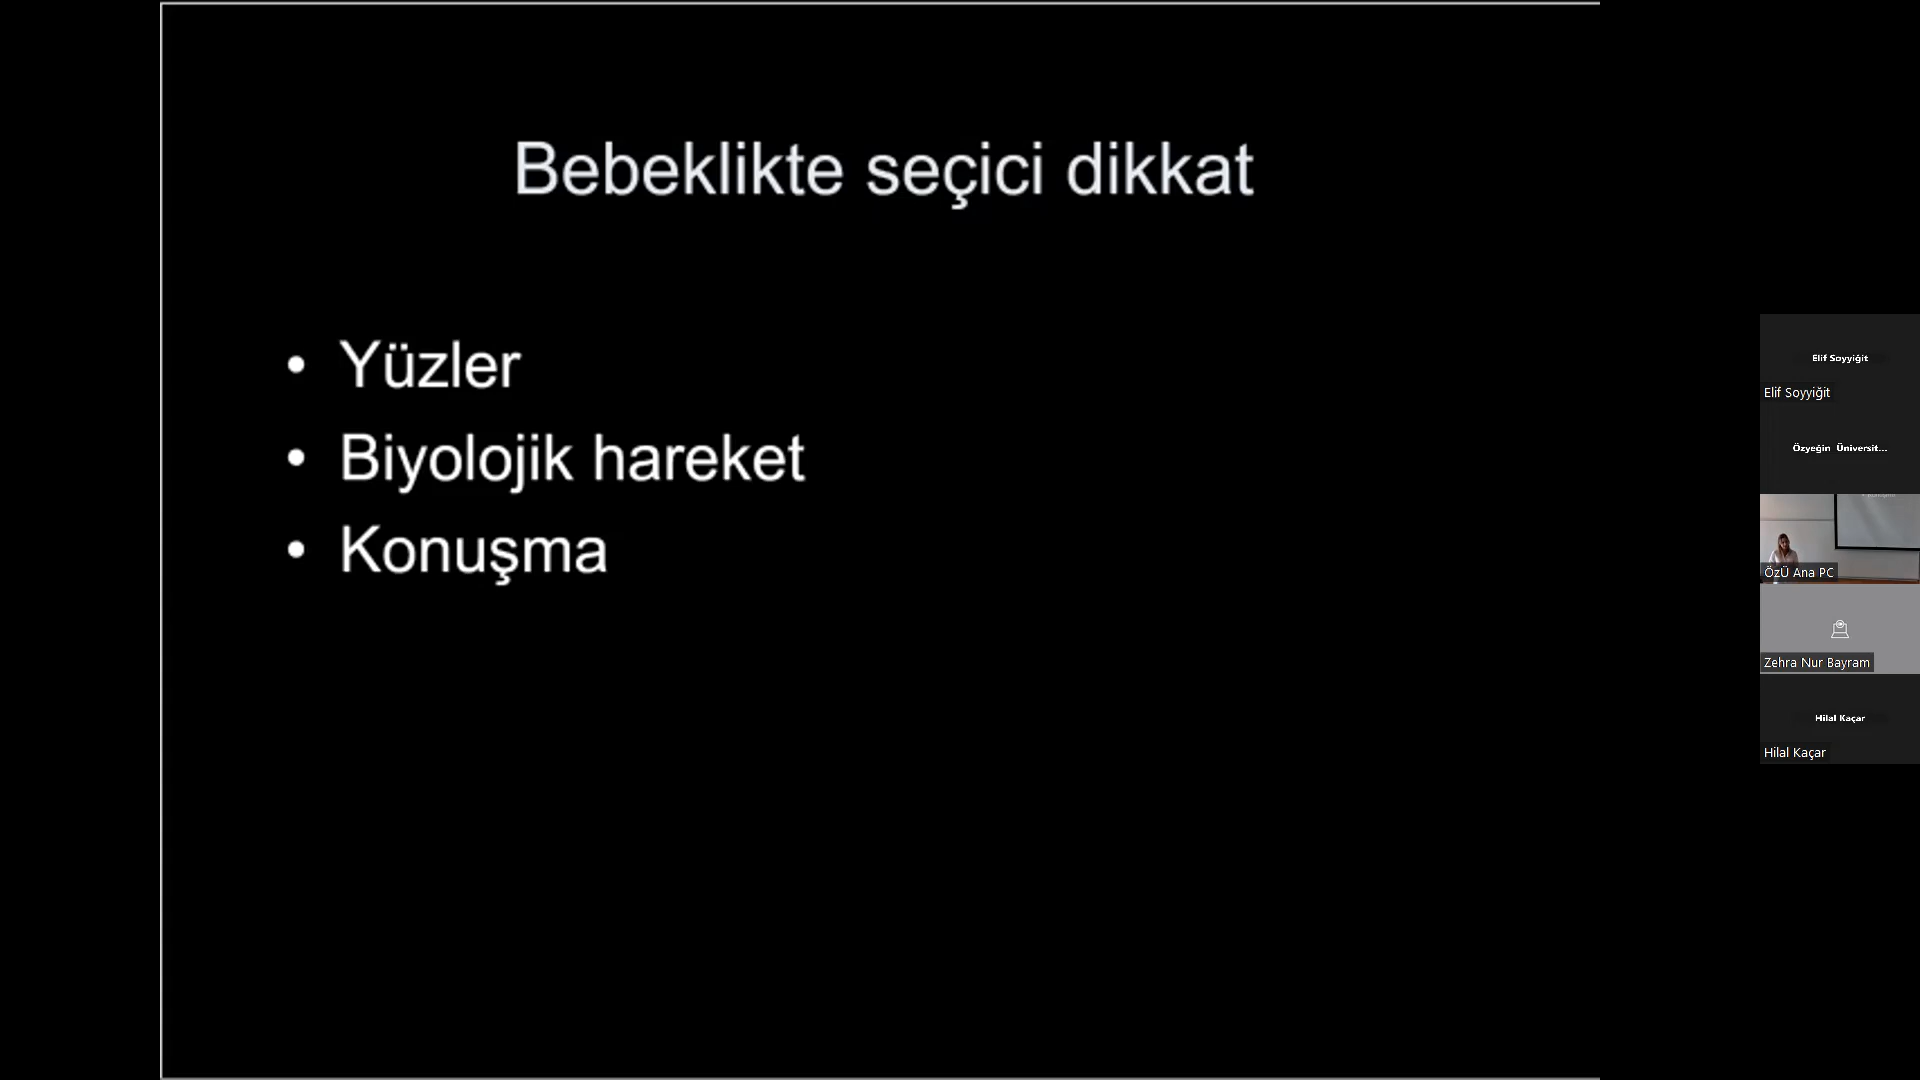 Bebeklikte seçici dikkat
• Yüzler
• Biyolojik hareket
• Konuşma
Elif Soyyiğit
Elif Soyyiğit
Özyeğin Üniversit...
ÖzÜ Ana PC
Zehra Nur Bayram
Hilal Kaçar
Hilal Kaçar